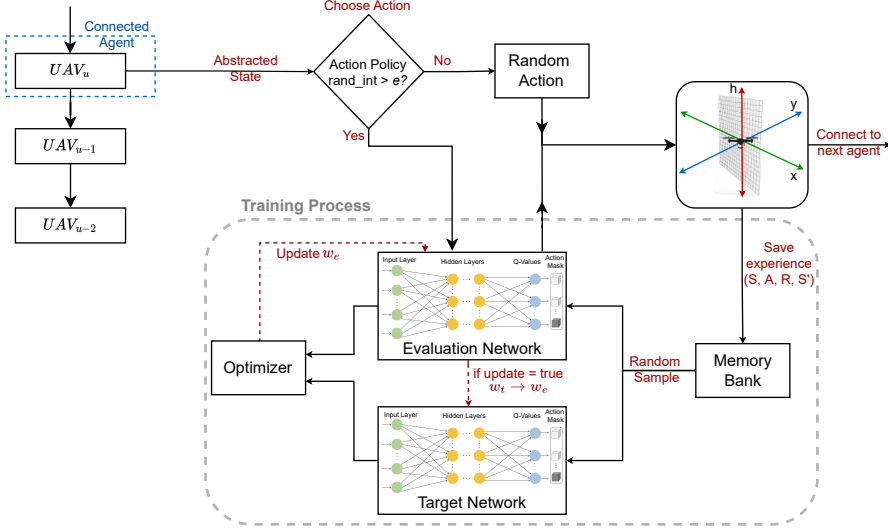 Choose Action
Connected
Agent
UAV_u
Abstracted
State
Action Policy
rand_int > e?
No
Random
Action
h
y
x
Connect to
next agent
UAV_{u-1}
Yes
UAV_{u-2}
Training Process
Update w_e
Save
experience
(S, A, R, S')
Input Layer
Hidden Layers
Q-Values
Action
Mask
Evaluation Network
Optimizer
if update = true
w_t → w_e
Random
Sample
Memory
Bank
Input Layer
Hidden Layers
Q-Values
Action
Mask
Target Network